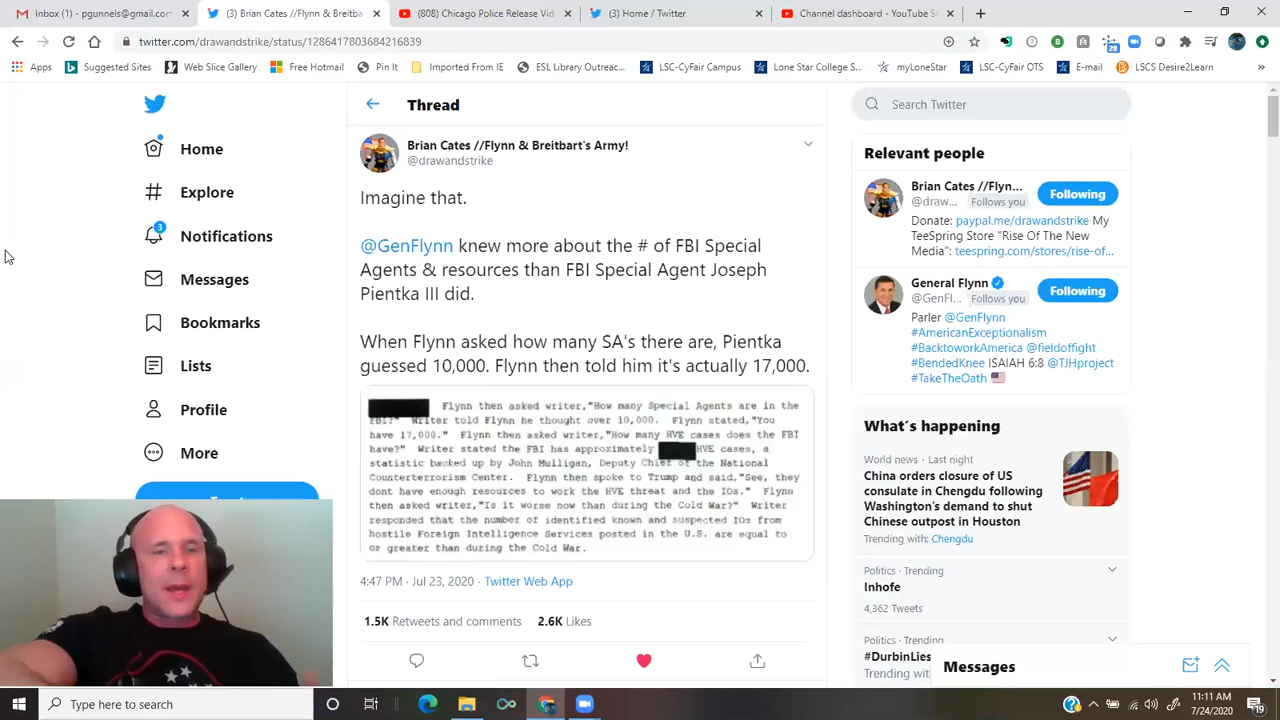 Inbox (1) - psnunnels@gmail.com
(3) Brian Cates //Flynn & Breitba
(808) Chicago Police Release Vid
(3) Home / Twitter
Channel dashboard - YouTube S
twitter.com/drawandstrike/status/1286417803684216839
28
Apps
Suggested Sites
Web Slice Gallery
Free Hotmail
Pin It
Imported From IE
ESL Library Outreac...
LSC-CyFair Campus
Lone Star College S...
myLoneStar
LSC-CyFair OTS
E-mail
LSCS Desire2Learn
Home
Explore
3
Notifications
Messages
Bookmarks
Lists
Profile
More
Thread
Brian Cates //Flynn & Breitbart's Army!
@drawandstrike
Imagine that.
@GenFlynn knew more about the # of FBI Special
Agents & resources than FBI Special Agent Joseph
Pientka III did.
When Flynn asked how many SA's there are, Pientka
guessed 10,000. Flynn then told him it's actually 17,000.
Flynn then asked writer,"How many Special Agents are in the
FBI?" Writer told Flynn he thought over 10,000. Flynn stated,"You
have 17,000." Flynn then asked writer,"How many HVE cases does the FBI
have?" Writer stated the FBI has approximately HVE cases, a
statistic backed up by John Mulligan, Deputy Chief of the National
Counterterrorism Center. Flynn then spoke to Trump and said,"See, they
dont have enough resources to work the HVE threat and the IOs." Flynn
then asked writer,"Is it worse now than during the Cold War?" Writer
responded that the number of identified known and suspected IOs from
hostile Foreign Intelligence Services posted in the U.S. are equal to
or greater than during the Cold War.
4:47 PM · Jul 23, 2020 · Twitter Web App
1.5K Retweets and comments 2.6K Likes
Search Twitter
Relevant people
Brian Cates //Flyn...
@draw... Follows you
Following
Donate: paypal.me/drawandstrike My
TeeSpring Store "Rise Of The New
Media": teespring.com/stores/rise-of...
General Flynn
@GenFl... Follows you
Following
Parler @GenFlynn
#AmericanExceptionalism
#BacktoworkAmerica @fieldoffight
#BendedKnee ISAIAH 6:8 @TJHproject
#TakeTheOath
What's happening
World news · Last night
China orders closure of US
consulate in Chengdu following
Washington's demand to shut
Chinese outpost in Houston
Trending with: Chengdu
Politics · Trending
Inhofe
4,362 Tweets
Politics · Trending
#DurbinLies
Trending with
Messages
Type here to search
11:11 AM
7/24/2020
19